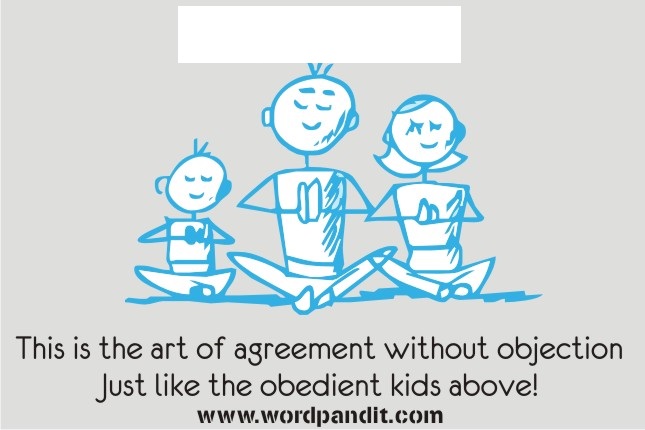 This is the art of agreement without objection
Just like the obedient kids above!
www.wordpandit.com